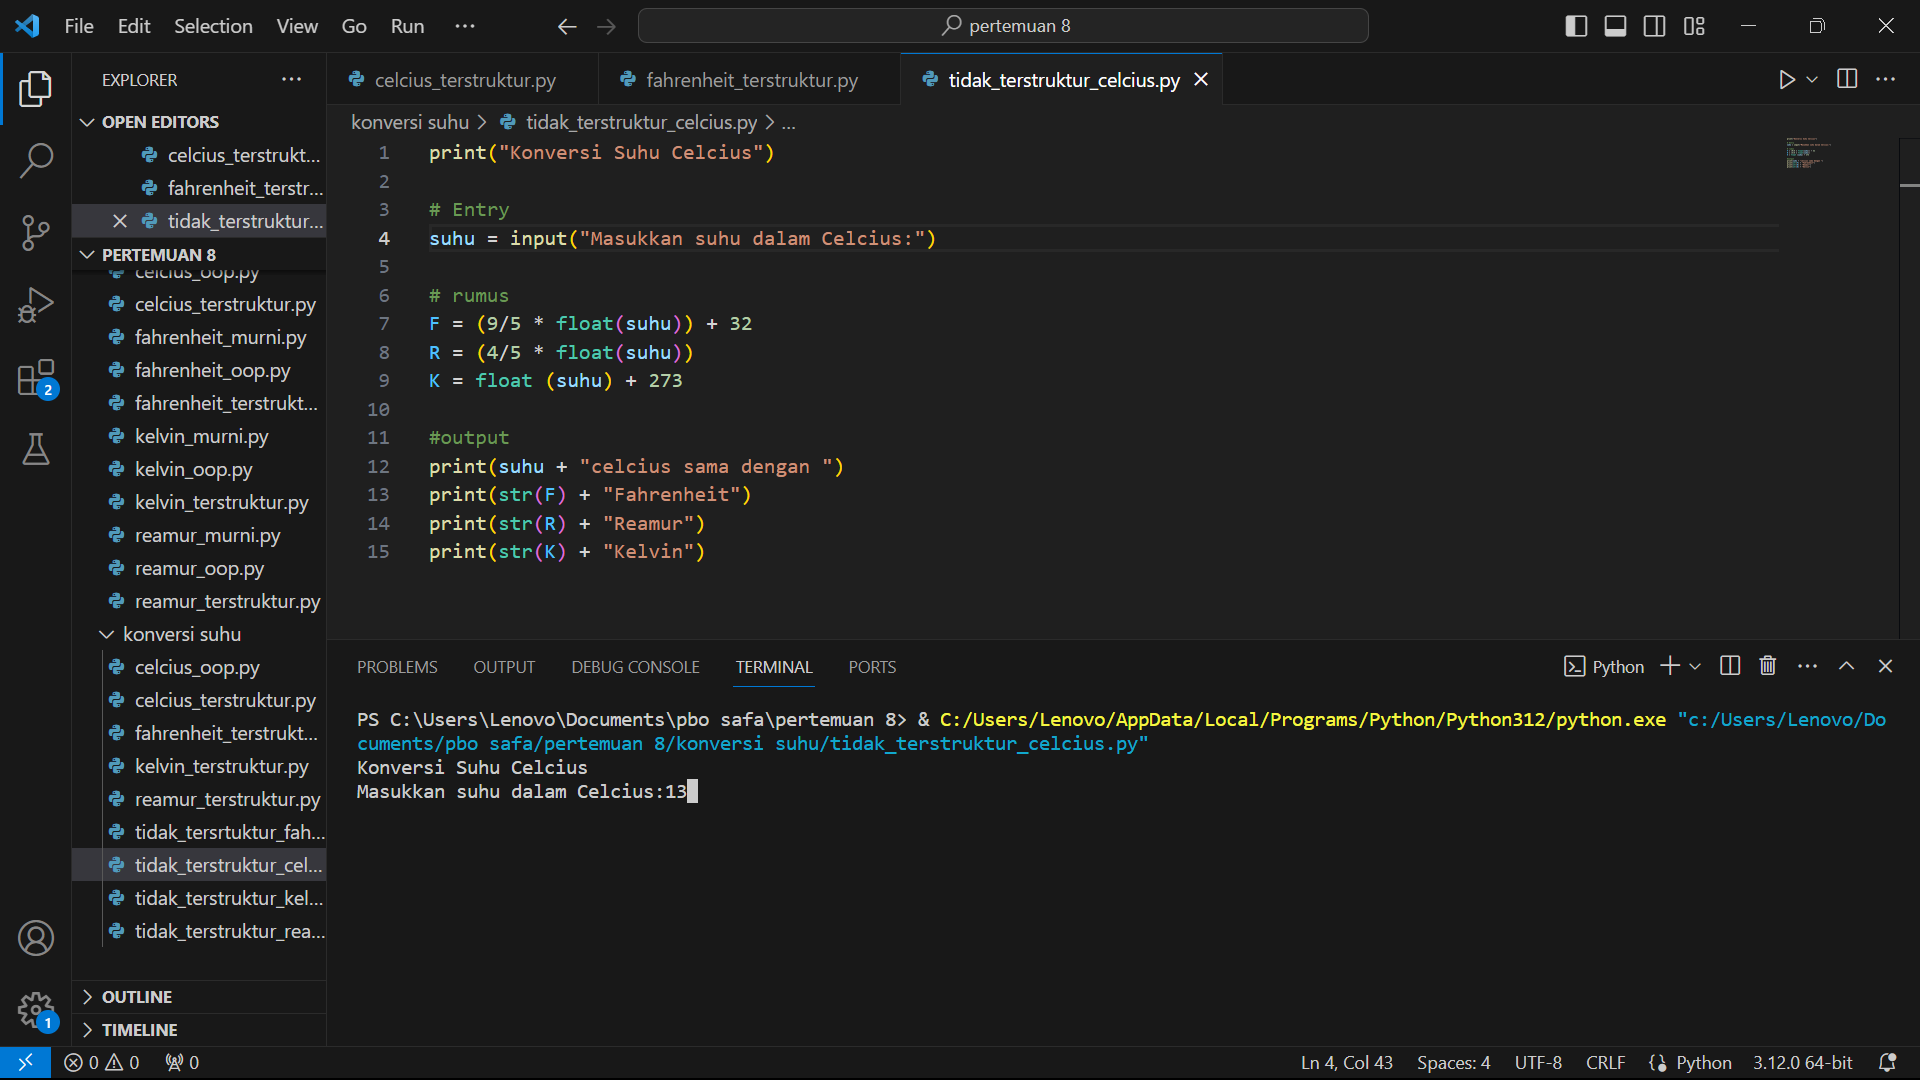 File Edit Selection View Go Run ...
pertemuan 8
EXPLORER
OPEN EDITORS
celcius_terstrukt...
fahrenheit_terstr...
tidak_terstruktur...
PERTEMUAN 8
celcius_oop.py
celcius_terstruktur.py
fahrenheit_murni.py
fahrenheit_oop.py
fahrenheit_terstrukt...
kelvin_murni.py
kelvin_oop.py
kelvin_terstruktur.py
reamur_murni.py
reamur_oop.py
reamur_terstruktur.py
konversi suhu
celcius_oop.py
celcius_terstruktur.py
fahrenheit_terstrukt...
kelvin_terstruktur.py
reamur_terstruktur.py
tidak_tersrtuktur_fah...
tidak_terstruktur_cel...
tidak_terstruktur_kel...
tidak_terstruktur_rea...
OUTLINE
TIMELINE
2
1
celcius_terstruktur.py fahrenheit_terstruktur.py tidak_terstruktur_celcius.py
konversi suhu > tidak_terstruktur_celcius.py > ...
1 print("Konversi Suhu Celcius")
2
3 # Entry
4 suhu = input("Masukkan suhu dalam Celcius:")
5
6 # rumus
7 F = (9/5 * float(suhu)) + 32
8 R = (4/5 * float(suhu))
9 K = float (suhu) + 273
10
11 #output
12 print(suhu + "celcius sama dengan ")
13 print(str(F) + "Fahrenheit")
14 print(str(R) + "Reamur")
15 print(str(K) + "Kelvin")
PROBLEMS OUTPUT DEBUG CONSOLE TERMINAL PORTS
Python
PS C:\Users\Lenovo\Documents\pbo safa\pertemuan 8> & C:/Users/Lenovo/AppData/Local/Programs/Python/Python312/python.exe "c:/Users/Lenovo/Do
cuments/pbo safa/pertemuan 8/konversi suhu/tidak_terstruktur_celcius.py"
Konversi Suhu Celcius
Masukkan suhu dalam Celcius:13
0 0 0
Ln 4, Col 43 Spaces: 4 UTF-8 CRLF Python 3.12.0 64-bit